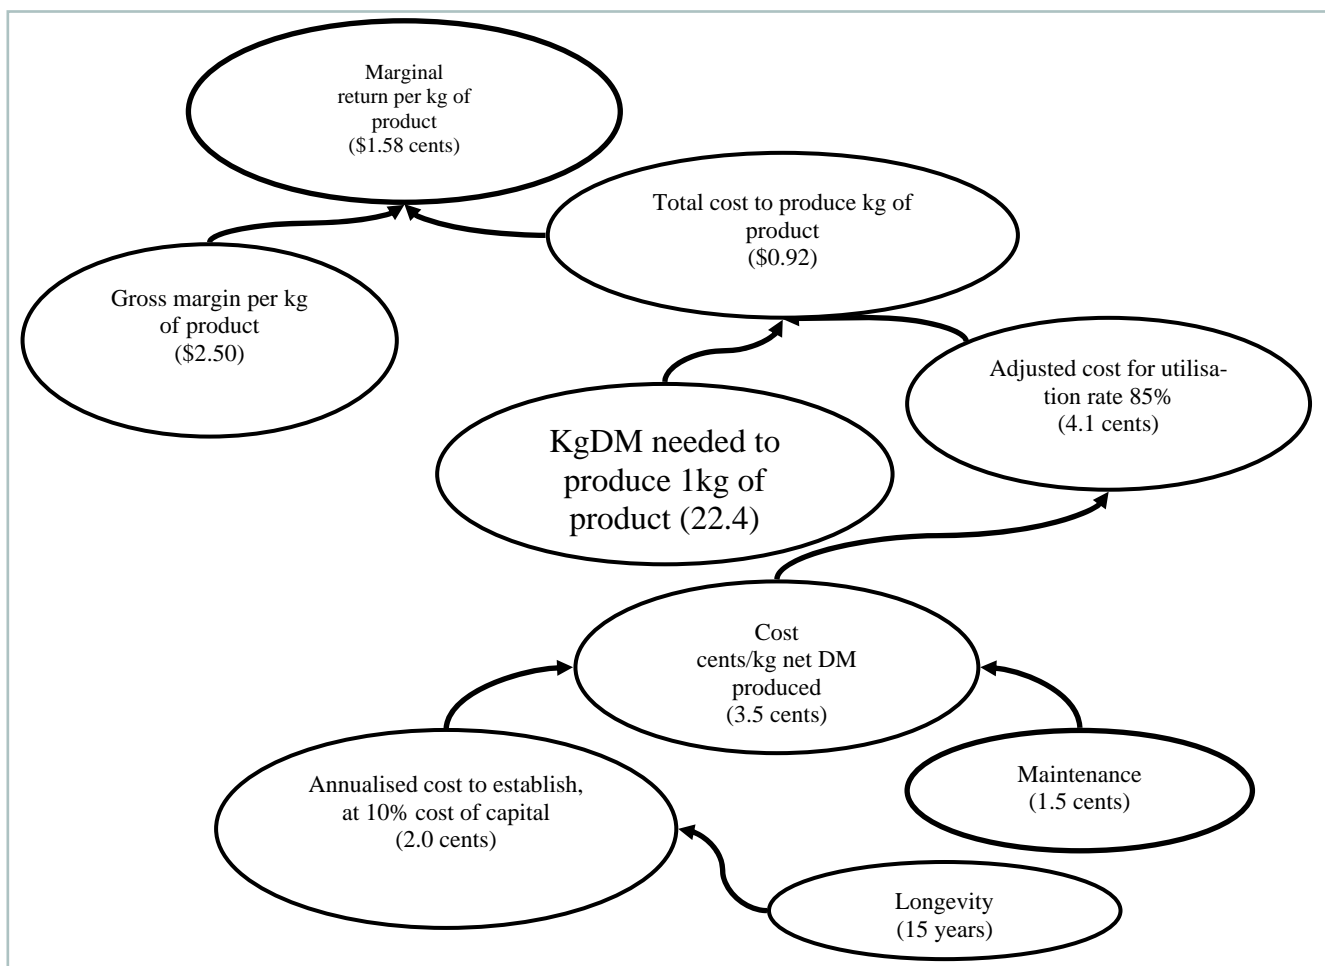 Marginal
return per kg of
product
($1.58 cents)
Total cost to produce kg of
product
($0.92)
Gross margin per kg
of product
($2.50)
Adjusted cost for utilisa-
tion rate 85%
(4.1 cents)
KgDM needed to
produce 1kg of
product (22.4)
Cost
cents/kg net DM
produced
(3.5 cents)
Annualised cost to establish,
at 10% cost of capital
(2.0 cents)
Maintenance
(1.5 cents)
Longevity
(15 years)